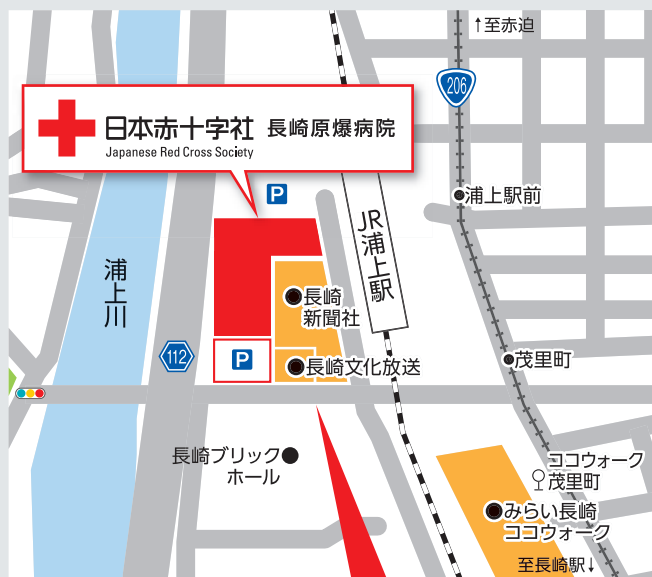 ↑至赤迫
206
日本赤十字社 長崎原爆病院
Japanese Red Cross Society
P
浦上駅前
JR浦上駅
浦上川
長崎
新聞社
112
P
長崎文化放送
茂里町
長崎ブリック
ホール
ココウォーク
茂里町
みらい長崎
ココウォーク
至長崎駅↓